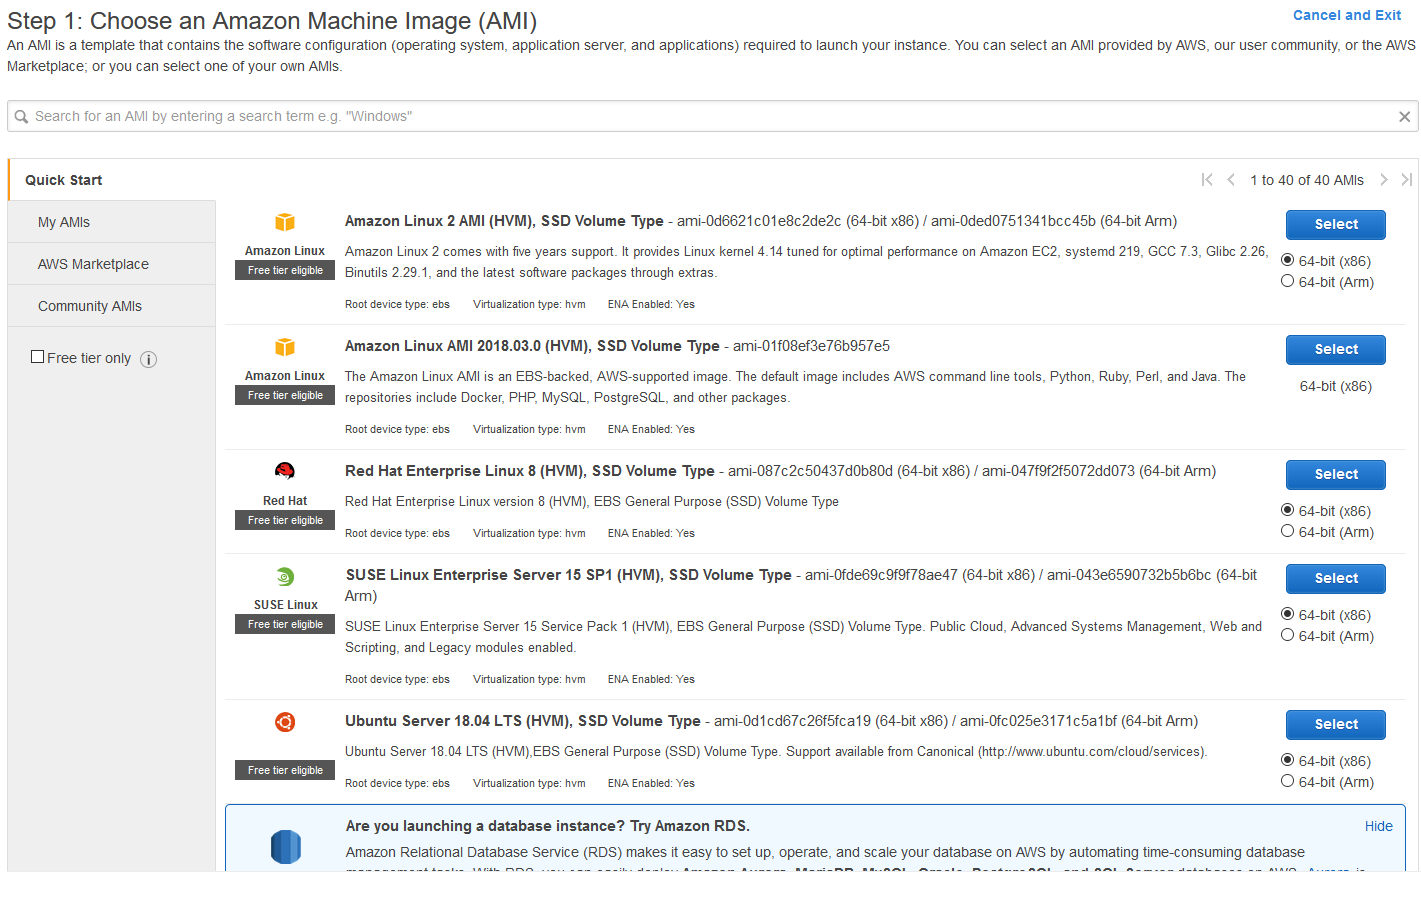 Step 1: Choose an Amazon Machine Image (AMI)
Cancel and Exit
An AMI is a template that contains the software configuration (operating system, application server, and applications) required to launch your instance. You can select an AMI provided by AWS, our user community, or the AWS
Marketplace; or you can select one of your own AMIs.
Search for an AMI by entering a search term e.g. "Windows"
Quick Start
1 to 40 of 40 AMIs
My AMIs
AWS Marketplace
Community AMIs
Free tier only
Amazon Linux
Free tier eligible
Amazon Linux 2 AMI (HVM), SSD Volume Type - ami-0d6621c01e8c2de2c (64-bit x86) / ami-0ded0751341bcc45b (64-bit Arm)
Amazon Linux 2 comes with five years support. It provides Linux kernel 4.14 tuned for optimal performance on Amazon EC2, systemd 219, GCC 7.3, Glibc 2.26,
Binutils 2.29.1, and the latest software packages through extras.
Root device type: ebs Virtualization type: hvm ENA Enabled: Yes
Select
64-bit (x86)
64-bit (Arm)
Amazon Linux
Free tier eligible
Amazon Linux AMI 2018.03.0 (HVM), SSD Volume Type - ami-01f08ef3e76b957e5
The Amazon Linux AMI is an EBS-backed, AWS-supported image. The default image includes AWS command line tools, Python, Ruby, Perl, and Java. The
repositories include Docker, PHP, MySQL, PostgreSQL, and other packages.
Root device type: ebs Virtualization type: hvm ENA Enabled: Yes
Select
64-bit (x86)
Red Hat
Free tier eligible
Red Hat Enterprise Linux 8 (HVM), SSD Volume Type - ami-087c2c50437d0b80d (64-bit x86) / ami-047f9f2f5072dd073 (64-bit Arm)
Red Hat Enterprise Linux version 8 (HVM), EBS General Purpose (SSD) Volume Type
Root device type: ebs Virtualization type: hvm ENA Enabled: Yes
Select
64-bit (x86)
64-bit (Arm)
SUSE Linux
Free tier eligible
SUSE Linux Enterprise Server 15 SP1 (HVM), SSD Volume Type - ami-0fde69c9f9f78ae47 (64-bit x86) / ami-043e6590732b5b6bc (64-bit
Arm)
SUSE Linux Enterprise Server 15 Service Pack 1 (HVM), EBS General Purpose (SSD) Volume Type. Public Cloud, Advanced Systems Management, Web and
Scripting, and Legacy modules enabled.
Root device type: ebs Virtualization type: hvm ENA Enabled: Yes
Select
64-bit (x86)
64-bit (Arm)
Free tier eligible
Ubuntu Server 18.04 LTS (HVM), SSD Volume Type - ami-0d1cd67c26f5fca19 (64-bit x86) / ami-0fc025e3171c5a1bf (64-bit Arm)
Ubuntu Server 18.04 LTS (HVM),EBS General Purpose (SSD) Volume Type. Support available from Canonical (http://www.ubuntu.com/cloud/services).
Root device type: ebs Virtualization type: hvm ENA Enabled: Yes
Select
64-bit (x86)
64-bit (Arm)
Are you launching a database instance? Try Amazon RDS.
Hide
Amazon Relational Database Service (RDS) makes it easy to set up, operate, and scale your database on AWS by automating time-consuming database
management tasks. With RDS, you can easily deploy Amazon Aurora, MariaDB, MySQL, Oracle, PostgreSQL, and SQL Server databases on AWS. Aurora is